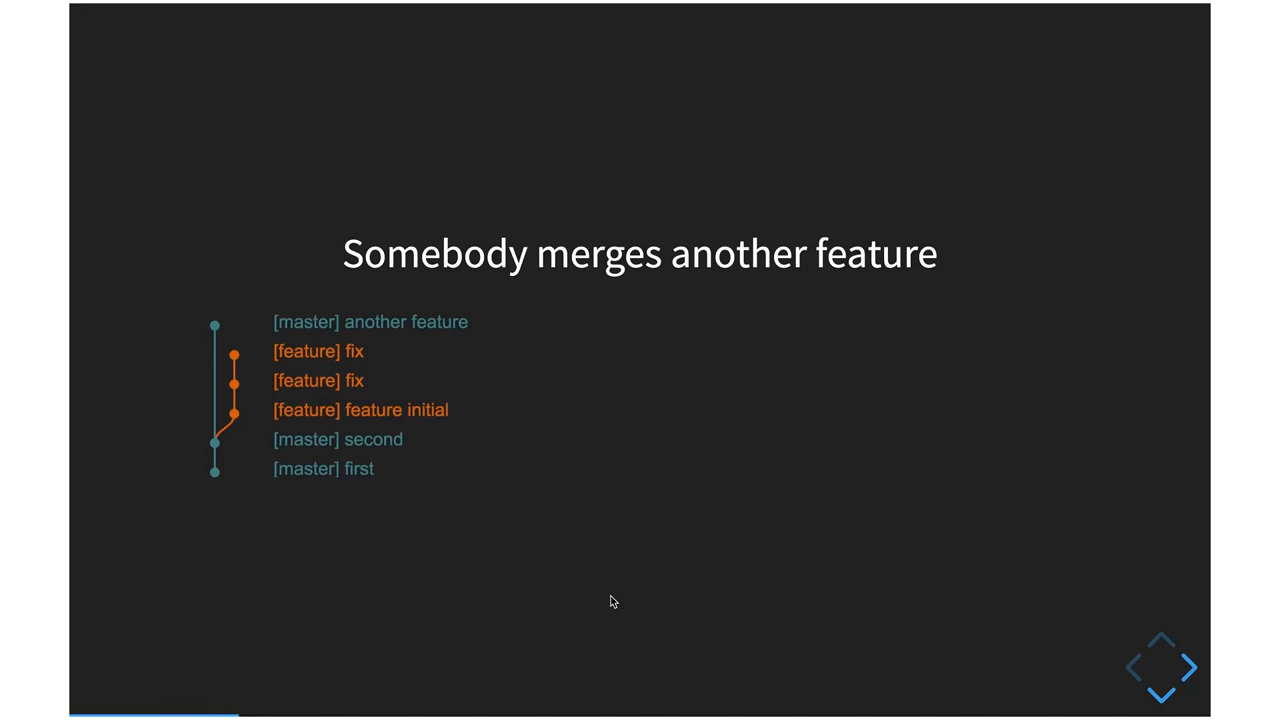 Somebody merges another feature
[master] another feature
[feature] fix
[feature] fix
[feature] feature initial
[master] second
[master] first